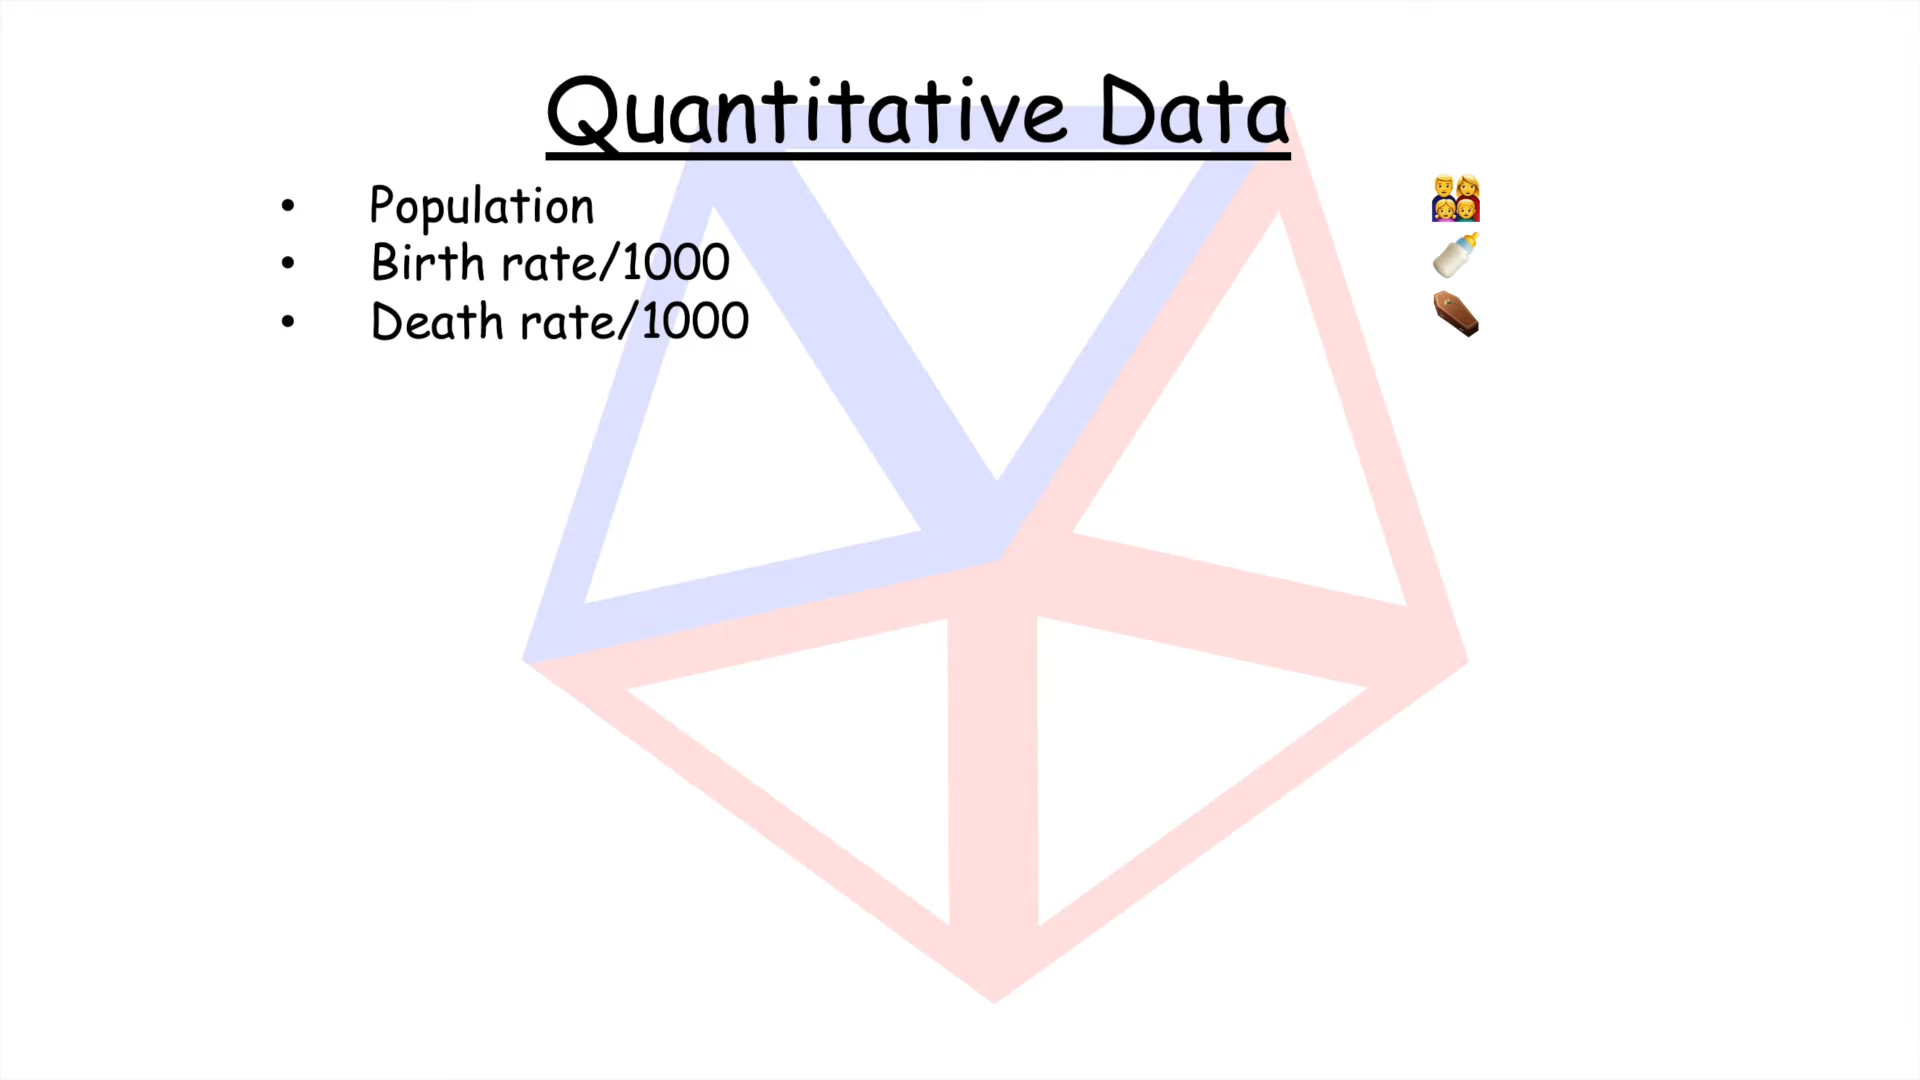 Quantitative Data
• Population
• Birth rate/1000
• Death rate/1000